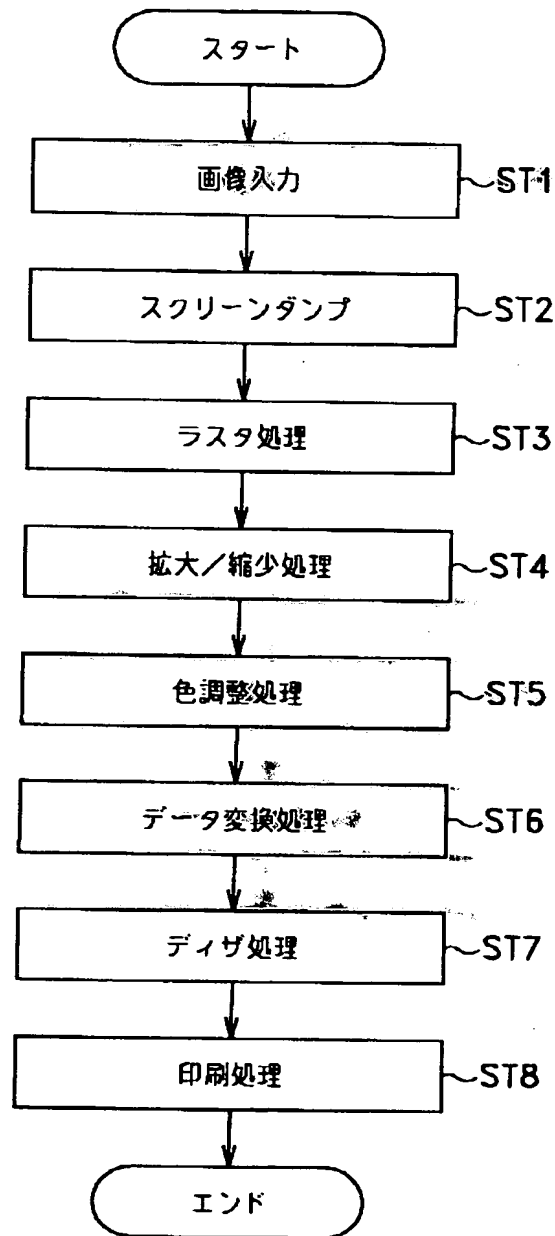 スタート
画像入力 ST1
スクリーンダンプ ST2
ラスタ処理 ST3
拡大／縮少処理 ST4
色調整処理 ST5
データ変換処理 ST6
ディザ処理 ST7
印刷処理 ST8
エンド